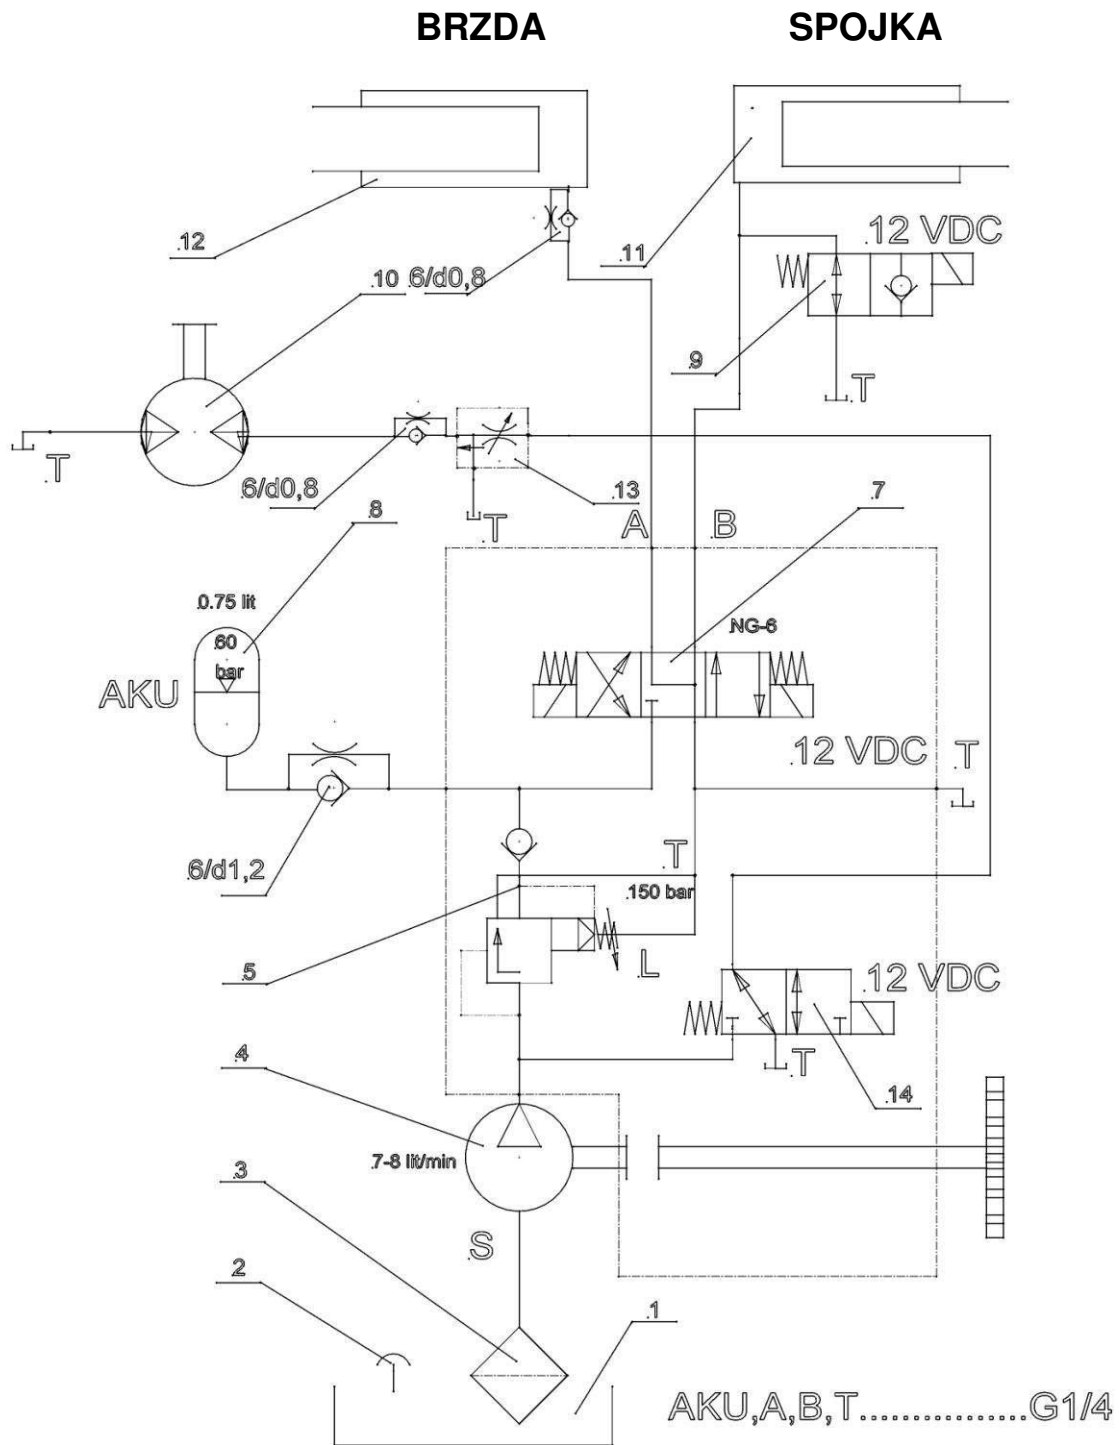 BRZDA SPOJKA
.12 VDC
.12
.11
.10 .6/d0,8
.9
.T
.T
.6/d0,8
.13
.7
.8
.T
A .B
0.75 lit
.60
bar
.NG-6
AKU
.12 VDC .T
.6/d1,2
.T
.150 bar
.5
.L
.12 VDC
.4
.T
.14
.7-8 lit/min
.3
.S
.2
.1
AKU,A,B,T................G1/4